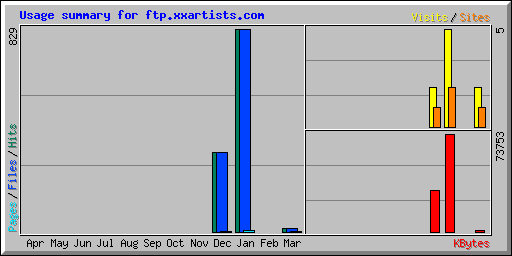 Usage summary for ftp.xxartists.com
Visits/Sites
829
5
73753
Pages/Files/Hits
Apr May Jun Jul Aug Sep Oct Nov Dec Jan Feb Mar
KBytes